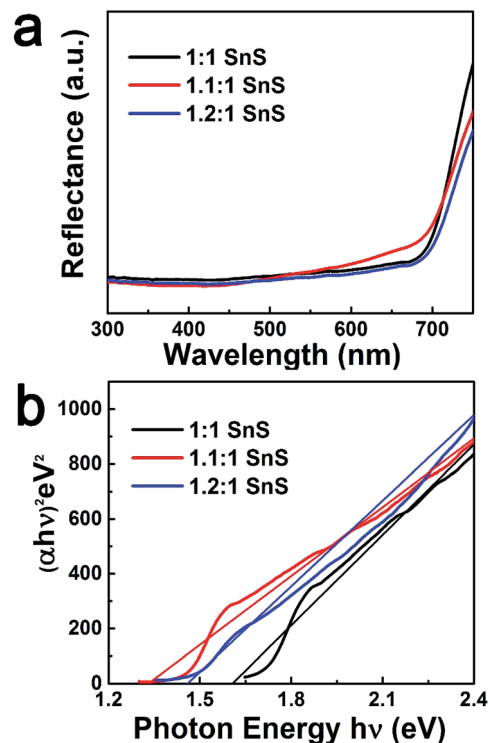 a
Reflectance (a.u.)
1:1 SnS
1.1:1 SnS
1.2:1 SnS
300 400 500 600 700
Wavelength (nm)
b
(αhν)²eV²
1000
800
600
400
200
0
1:1 SnS
1.1:1 SnS
1.2:1 SnS
1.2 1.5 1.8 2.1 2.4
Photon Energy hν (eV)